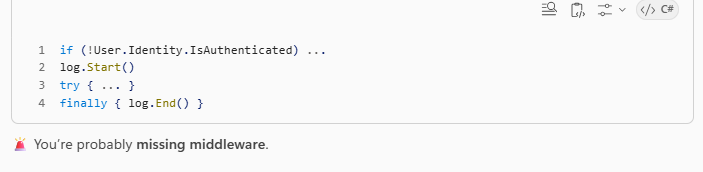 </> C#
1 if (!User.Identity.IsAuthenticated) ...
2 log.Start()
3 try { ... }
4 finally { log.End() }
🚨 You’re probably missing middleware.